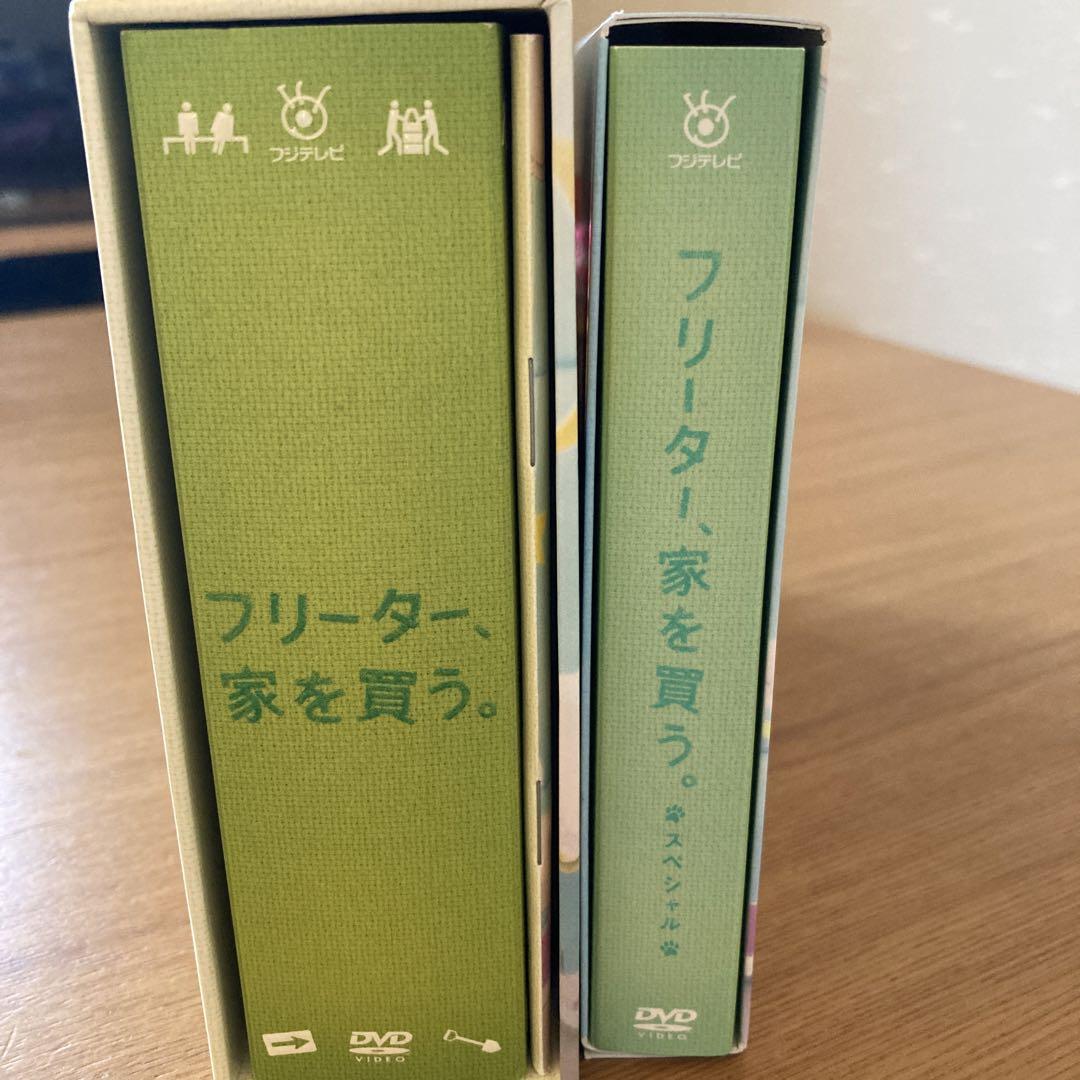 フジテレビ
フリーター、
家を買う。
DVD
VIDEO
フジテレビ
フリーター、家を買う。
スペシャル
DVD
VIDEO